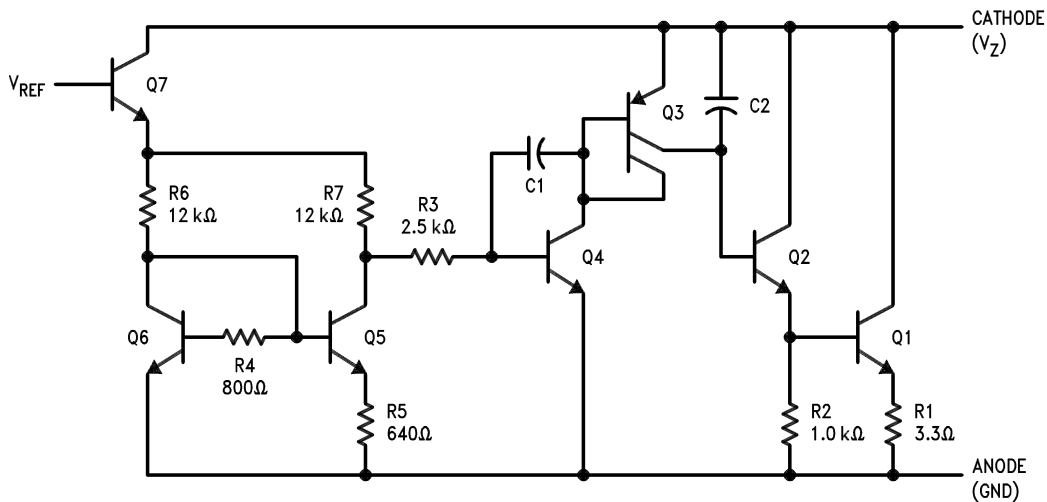 CATHODE
(VZ)
VREF
Q7
Q3
C2
C1
R6
12 kΩ
R7
12 kΩ
R3
2.5 kΩ
Q4
Q2
Q6
Q5
Q1
R4
800Ω
R5
640Ω
R2
1.0 kΩ
R1
3.3Ω
ANODE
(GND)